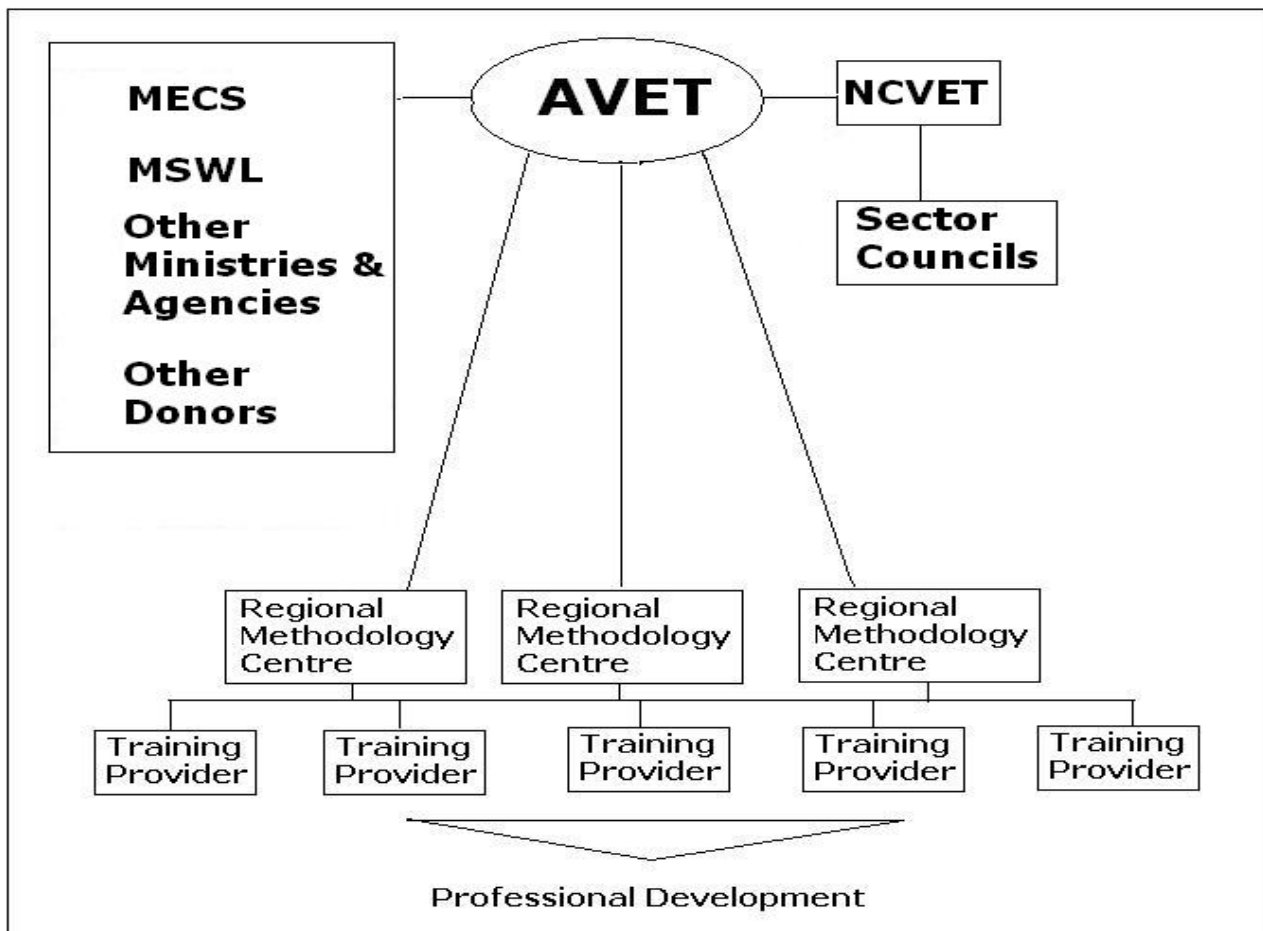 MECS
MSWL
Other
Ministries &
Agencies
Other
Donors
AVET
NCVET
Sector
Councils
Regional
Methodology
Centre
Regional
Methodology
Centre
Regional
Methodology
Centre
Training
Provider
Training
Provider
Training
Provider
Training
Provider
Training
Provider
Professional Development